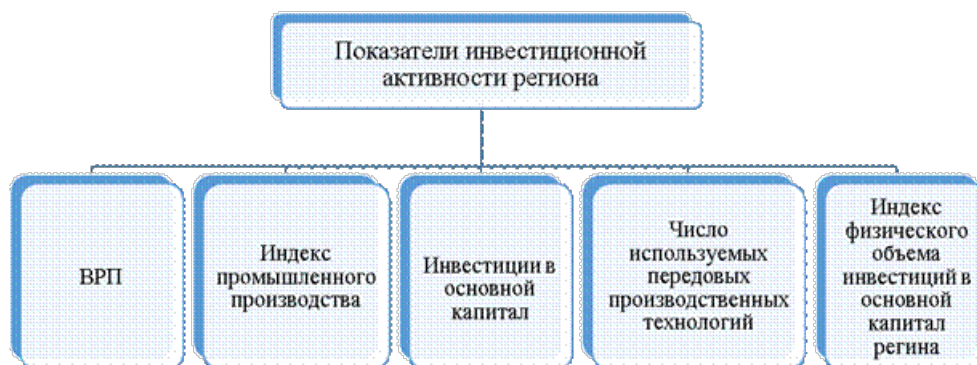 Показатели инвестиционной
активности региона
ВРП
Индекс
промышленного
производства
Инвестиции в
основной
капитал
Число
используемых
передовых
производственных
технологий
Индекс
физического
объема
инвестиций в
основной
капитал
регина